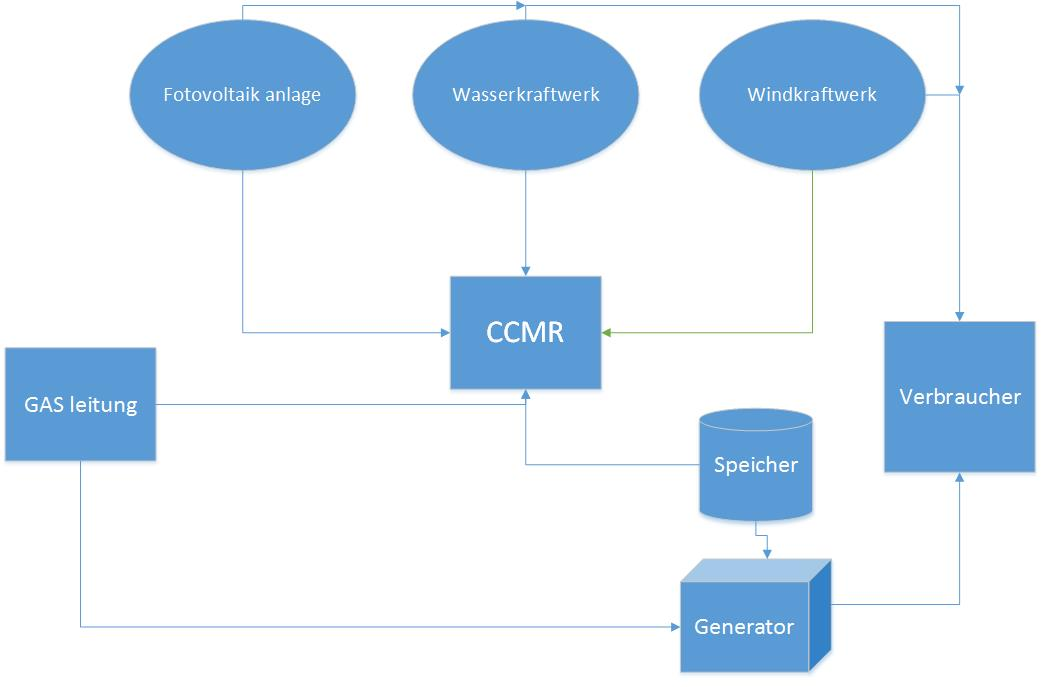 Fotovoltaik anlage
Wasserkraftwerk
Windkraftwerk
CCMR
GAS leitung
Verbraucher
Speicher
Generator